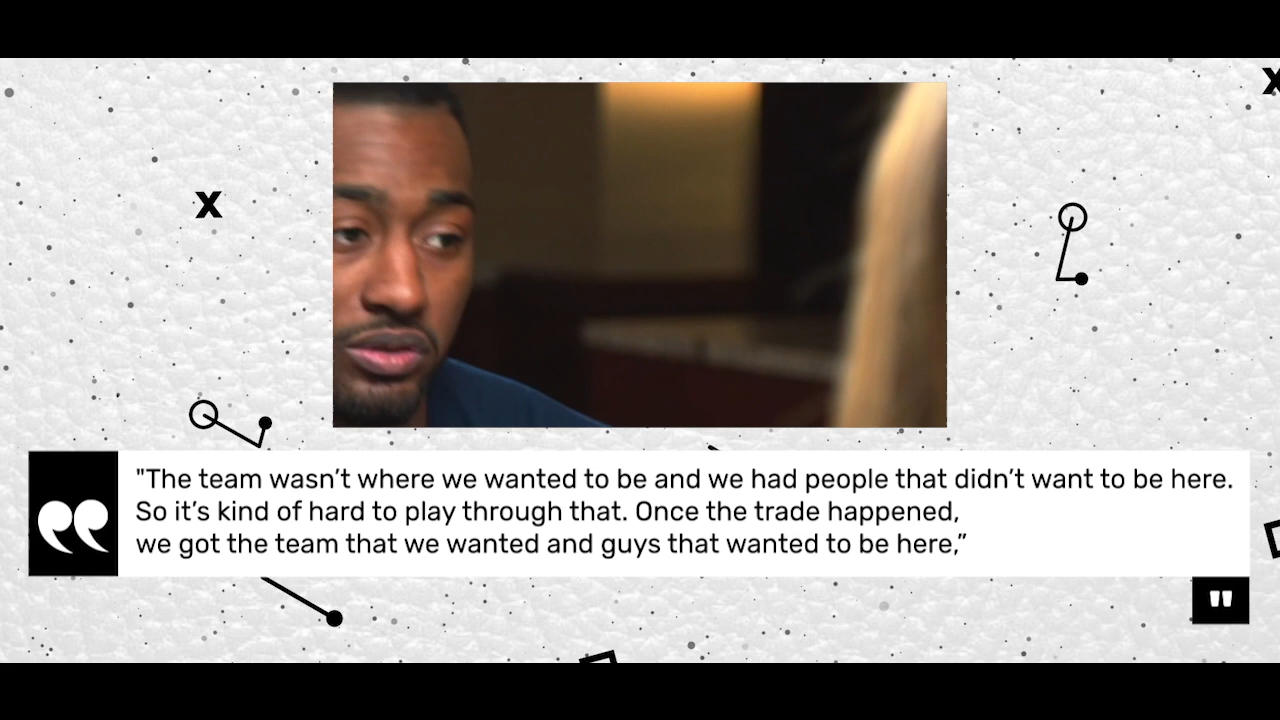 "The team wasn’t where we wanted to be and we had people that didn’t want to be here.
So it’s kind of hard to play through that. Once the trade happened,
we got the team that we wanted and guys that wanted to be here,”